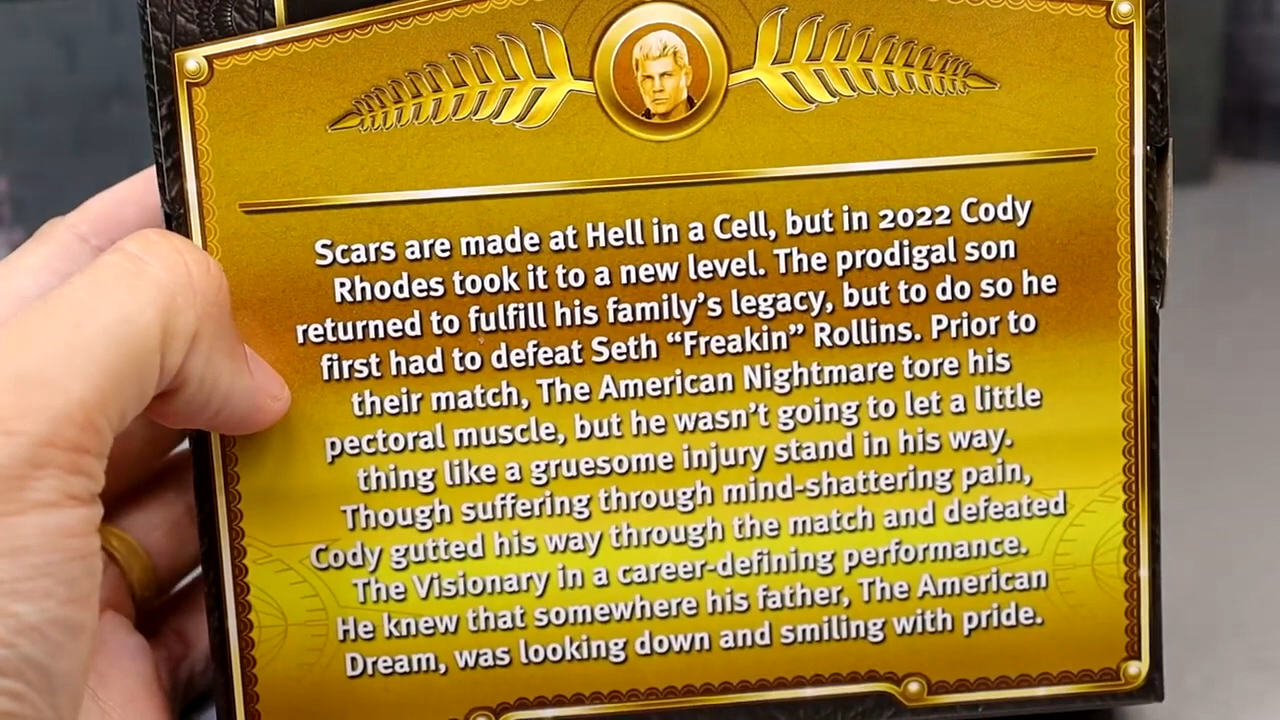 Scars are made at Hell in a Cell, but in 2022 Cody
Rhodes took it to a new level. The prodigal son
returned to fulfill his family's legacy, but to do so he
first had to defeat Seth “Freakin” Rollins. Prior to
their match, The American Nightmare tore his
pectoral muscle, but he wasn't going to let a little
thing like a gruesome injury stand in his way.
Though suffering through mind-shattering pain,
Cody gutted his way through the match and defeated
The Visionary in a career-defining performance.
He knew that somewhere his father, The American
Dream, was looking down and smiling with pride.